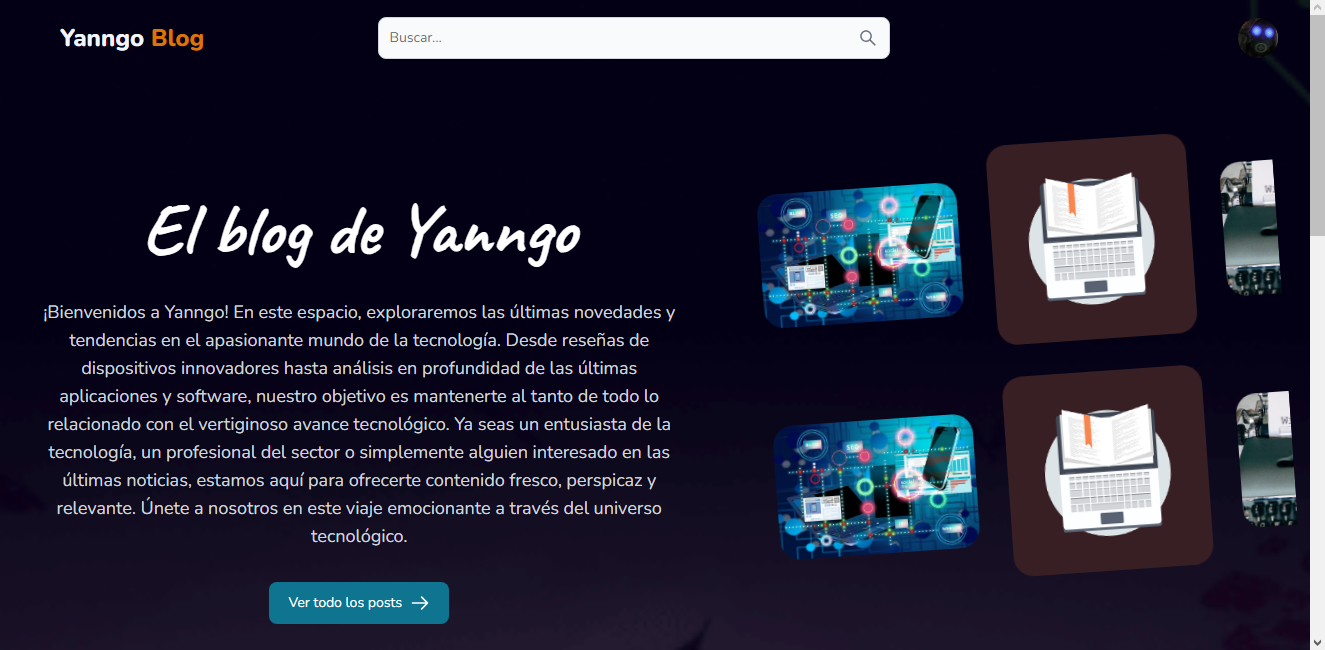 Yanngo Blog
Buscar...
El blog de Yanngo
¡Bienvenidos a Yanngo! En este espacio, exploraremos las últimas novedades y
tendencias en el apasionante mundo de la tecnología. Desde reseñas de
dispositivos innovadores hasta análisis en profundidad de las últimas
aplicaciones y software, nuestro objetivo es mantenerte al tanto de todo lo
relacionado con el vertiginoso avance tecnológico. Ya seas un entusiasta de la
tecnología, un profesional del sector o simplemente alguien interesado en las
últimas noticias, estamos aquí para ofrecerte contenido fresco, perspicaz y
relevante. Únete a nosotros en este viaje emocionante a través del universo
tecnológico.
Ver todo los posts
SEO
SEO